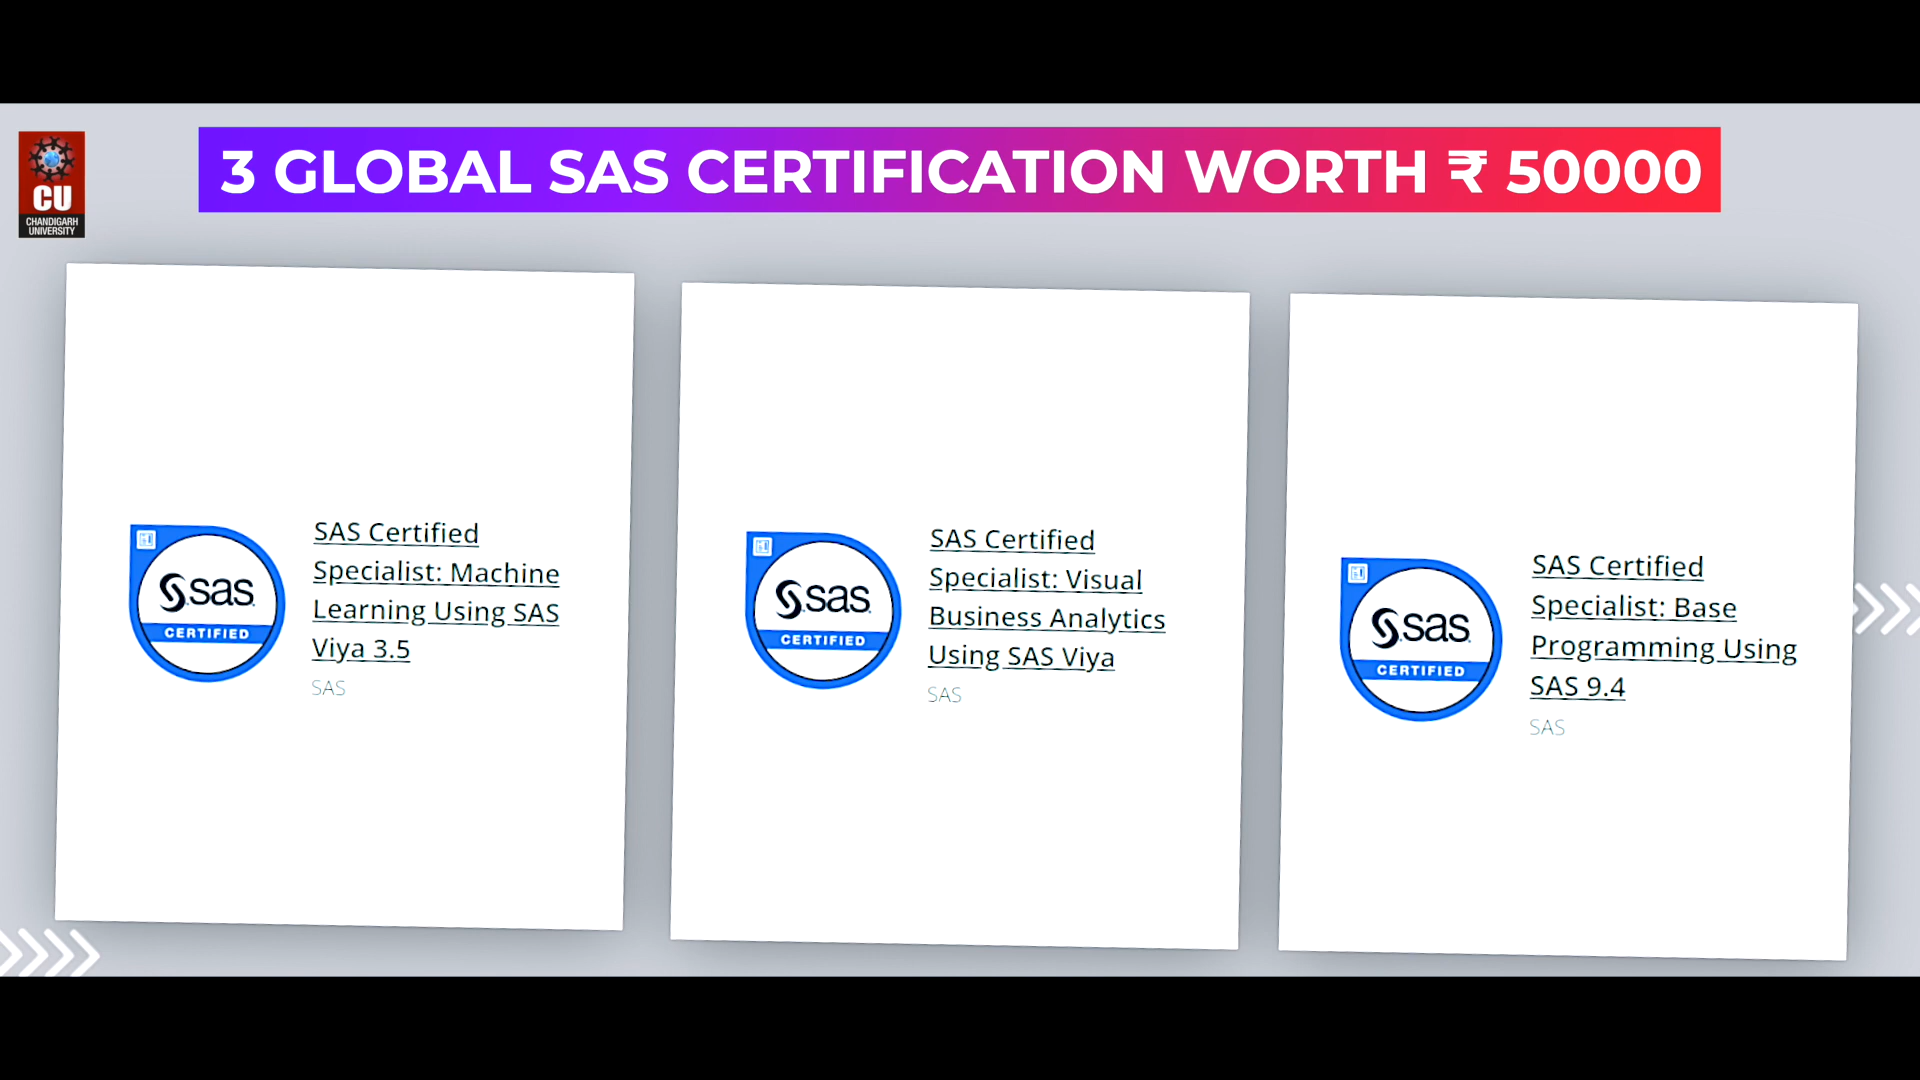 3 GLOBAL SAS CERTIFICATION WORTH ₹ 50000
CU
CHANDIGARH
UNIVERSITY
sas
CERTIFIED
SAS Certified
Specialist: Machine
Learning Using SAS
Viya 3.5
SAS
sas
CERTIFIED
SAS Certified
Specialist: Visual
Business Analytics
Using SAS Viya
SAS
sas
CERTIFIED
SAS Certified
Specialist: Base
Programming Using
SAS 9.4
SAS